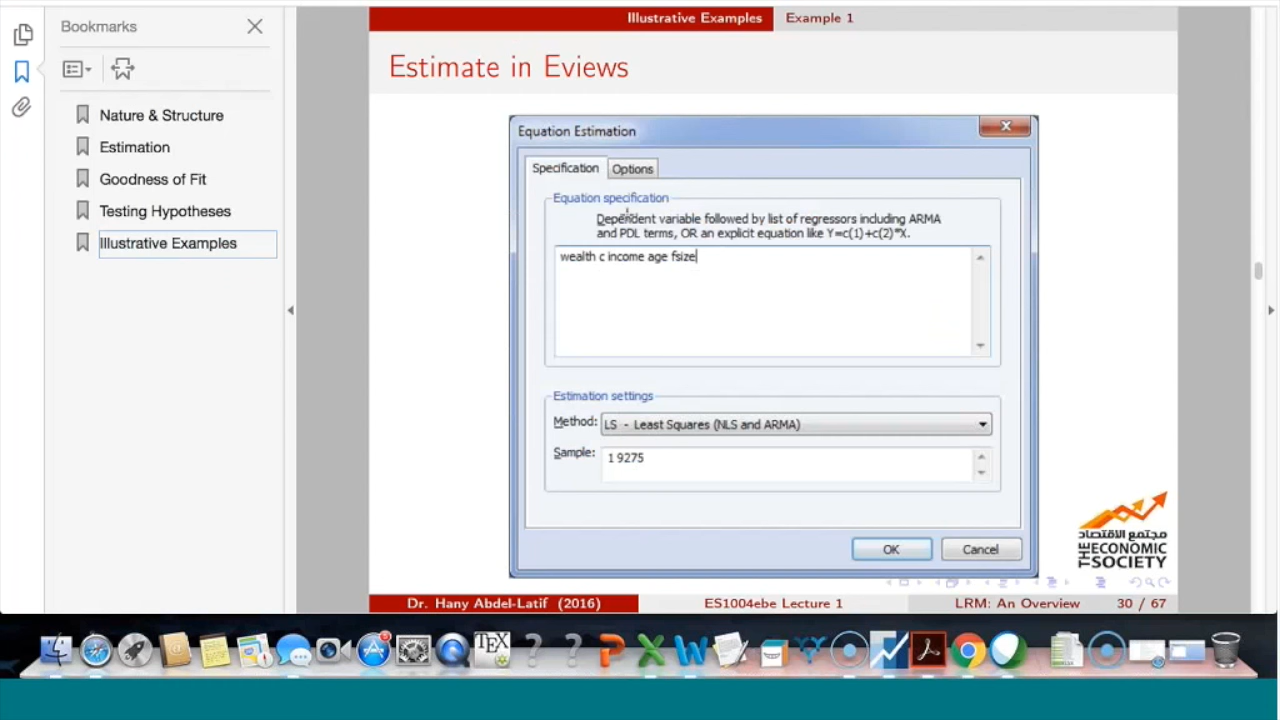 Bookmarks
Nature & Structure
Estimation
Goodness of Fit
Testing Hypotheses
Illustrative Examples
Illustrative Examples Example 1
Estimate in Eviews
Equation Estimation
Specification Options
Equation specification
Dependent variable followed by list of regressors including ARMA
and PDL terms, OR an explicit equation like Y=c(1)+c(2)*X.
wealth c income age fsize
Estimation settings
Method: LS - Least Squares (NLS and ARMA)
Sample: 1 9275
OK Cancel
مجتمع الاقتصاد
THE ECONOMIC SOCIETY
Dr. Hany Abdel-Latif (2016) ES1004ebe Lecture 1 LRM: An Overview 30 / 67
TEX